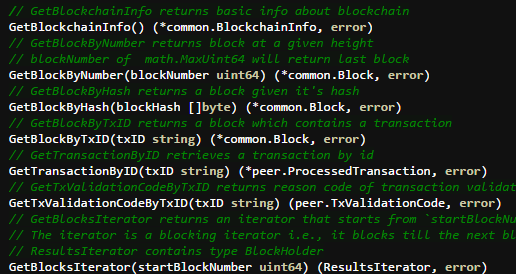 // GetBlockchainInfo returns basic info about blockchain
GetBlockchainInfo() (*common.BlockchainInfo, error)
// GetBlockByNumber returns block at a given height
// blockNumber of  math.MaxUint64 will return last block
GetBlockByNumber(blockNumber uint64) (*common.Block, error)
// GetBlockByHash returns a block given it's hash
GetBlockByHash(blockHash []byte) (*common.Block, error)
// GetBlockByTxID returns a block which contains a transaction
GetBlockByTxID(txID string) (*common.Block, error)
// GetTransactionByID retrieves a transaction by id
GetTransactionByID(txID string) (*peer.ProcessedTransaction, error)
// GetTxValidationCodeByTxID returns reason code of transaction validat
GetTxValidationCodeByTxID(txID string) (peer.TxValidationCode, error)
// GetBlocksIterator returns an iterator that starts from `startBlockNu
// The iterator is a blocking iterator i.e., it blocks till the next bl
// ResultsIterator contains type BlockHolder
GetBlocksIterator(startBlockNumber uint64) (ResultsIterator, error)